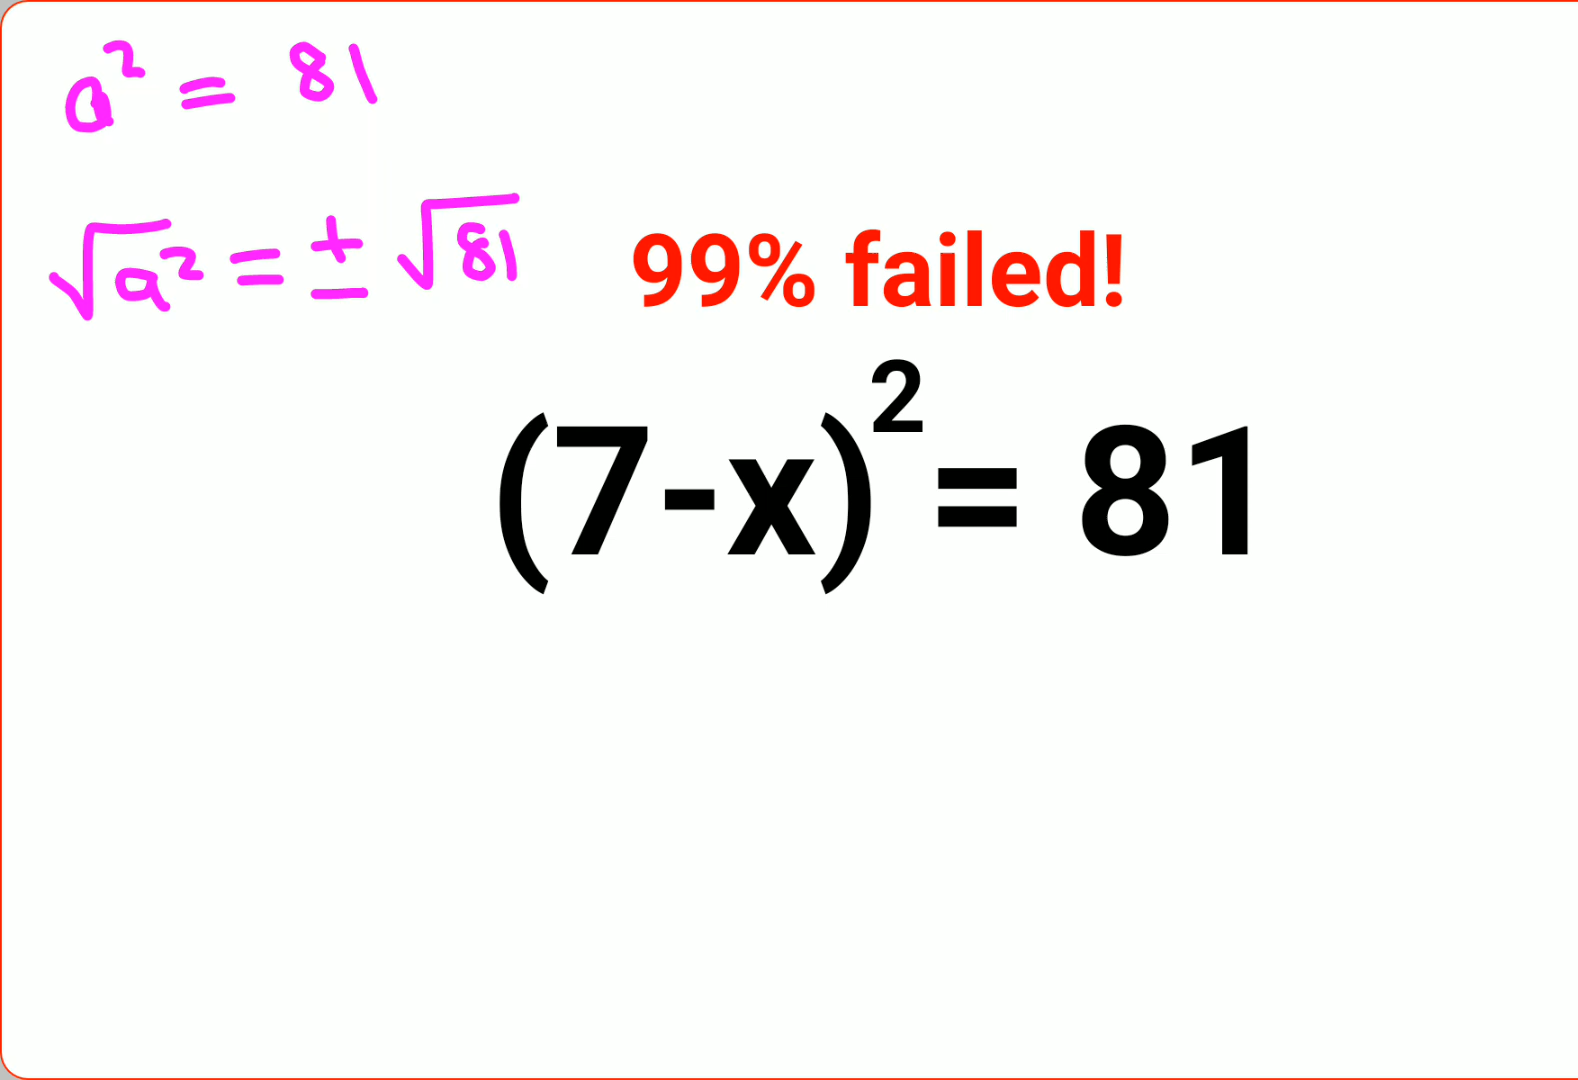 a² = 81
√a² = ± √81
99% failed!
(7-x)² = 81